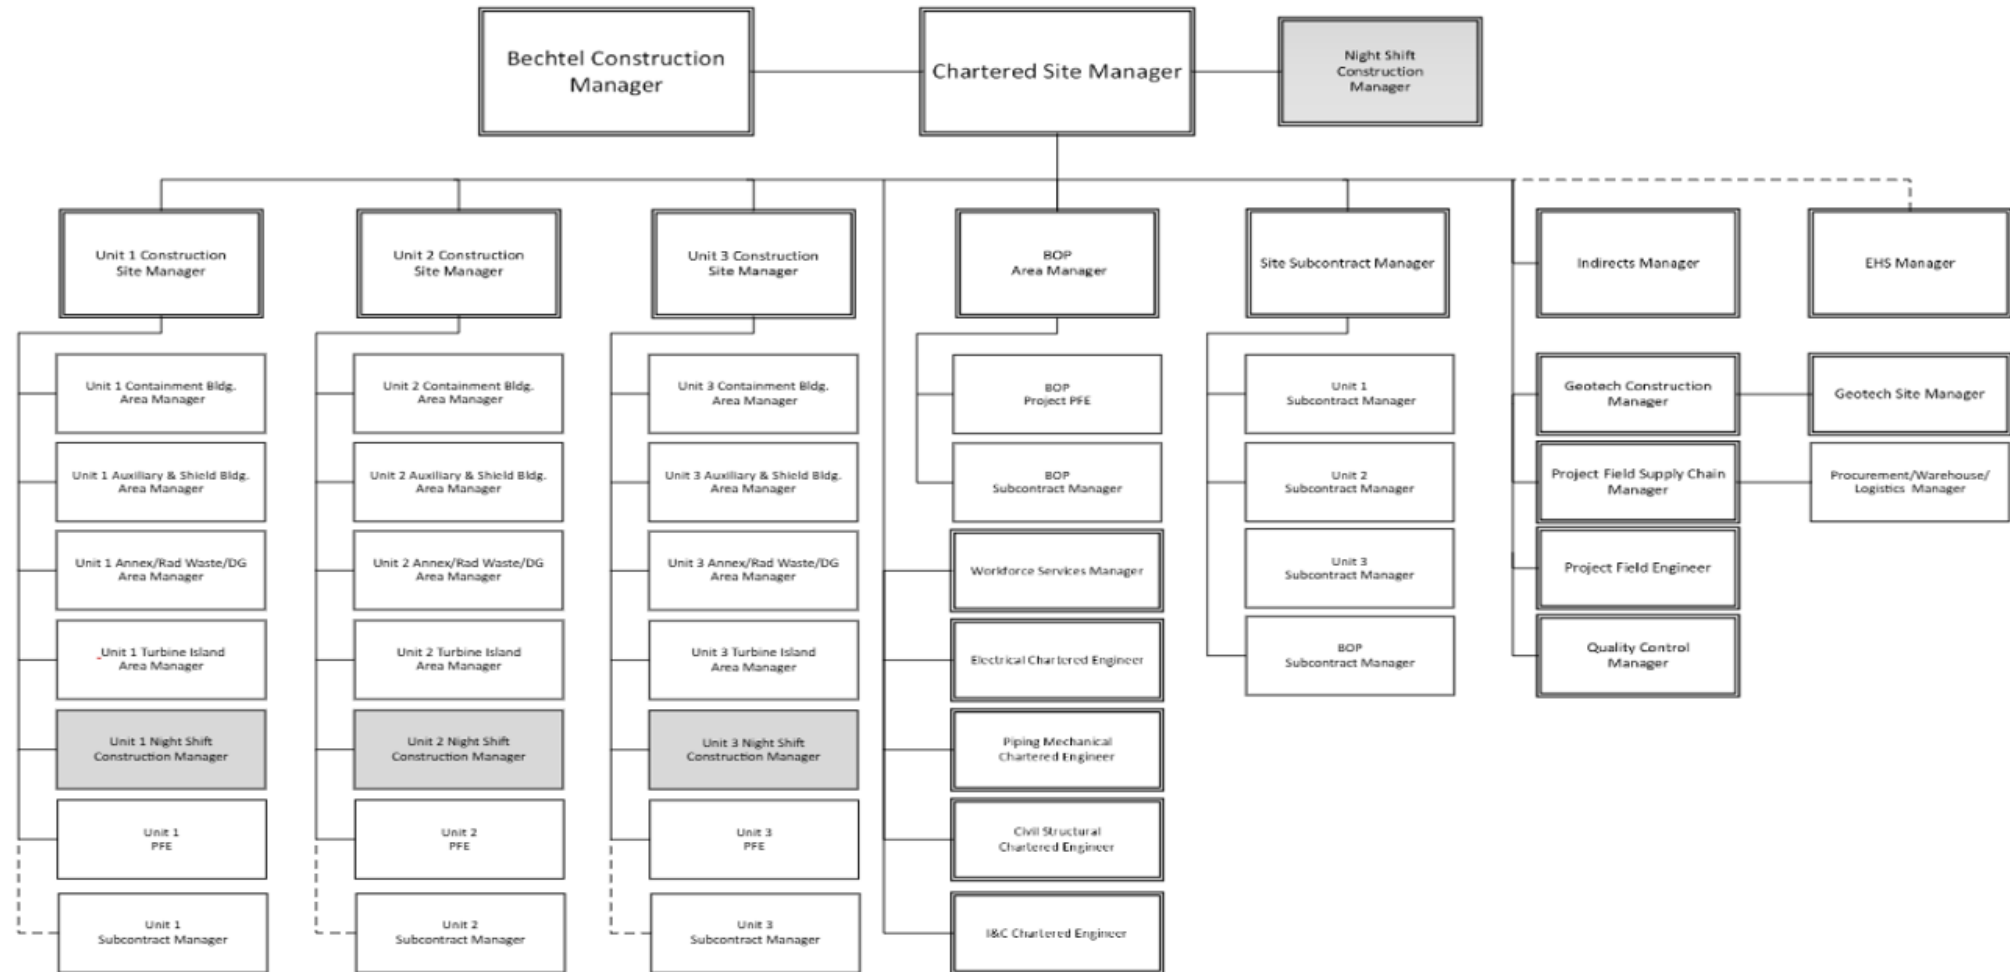 Bechtel Construction
Manager
Chartered Site Manager
Night Shift
Construction
Manager
Unit 1 Construction
Site Manager
Unit 2 Construction
Site Manager
Unit 3 Construction
Site Manager
BOP
Area Manager
Site Subcontract Manager
Indirects Manager
EHS Manager
Unit 1 Containment Bldg.
Area Manager
Unit 1 Auxiliary & Shield Bldg.
Area Manager
Unit 1 Annex/Rad Waste/DG
Area Manager
Unit 1 Turbine Island
Area Manager
Unit 1 Night Shift
Construction Manager
Unit 1
PFE
Unit 1
Subcontract Manager
Unit 2 Containment Bldg.
Area Manager
Unit 2 Auxiliary & Shield Bldg.
Area Manager
Unit 2 Annex/Rad Waste/DG
Area Manager
Unit 2 Turbine Island
Area Manager
Unit 2 Night Shift
Construction Manager
Unit 2
PFE
Unit 2
Subcontract Manager
Unit 3 Containment Bldg.
Area Manager
Unit 3 Auxiliary & Shield Bldg.
Area Manager
Unit 3 Annex/Rad Waste/DG
Area Manager
Unit 3 Turbine Island
Area Manager
Unit 3 Night Shift
Construction Manager
Unit 3
PFE
Unit 3
Subcontract Manager
BOP
Project PFE
BOP
Subcontract Manager
Workforce Services Manager
Electrical Chartered Engineer
Piping Mechanical
Chartered Engineer
Civil Structural
Chartered Engineer
I&C Chartered Engineer
Unit 1
Subcontract Manager
Unit 2
Subcontract Manager
Unit 3
Subcontract Manager
BOP
Subcontract Manager
Geotech Construction
Manager
Geotech Site Manager
Project Field Supply Chain
Manager
Procurement/Warehouse/
Logistics Manager
Project Field Engineer
Quality Control
Manager